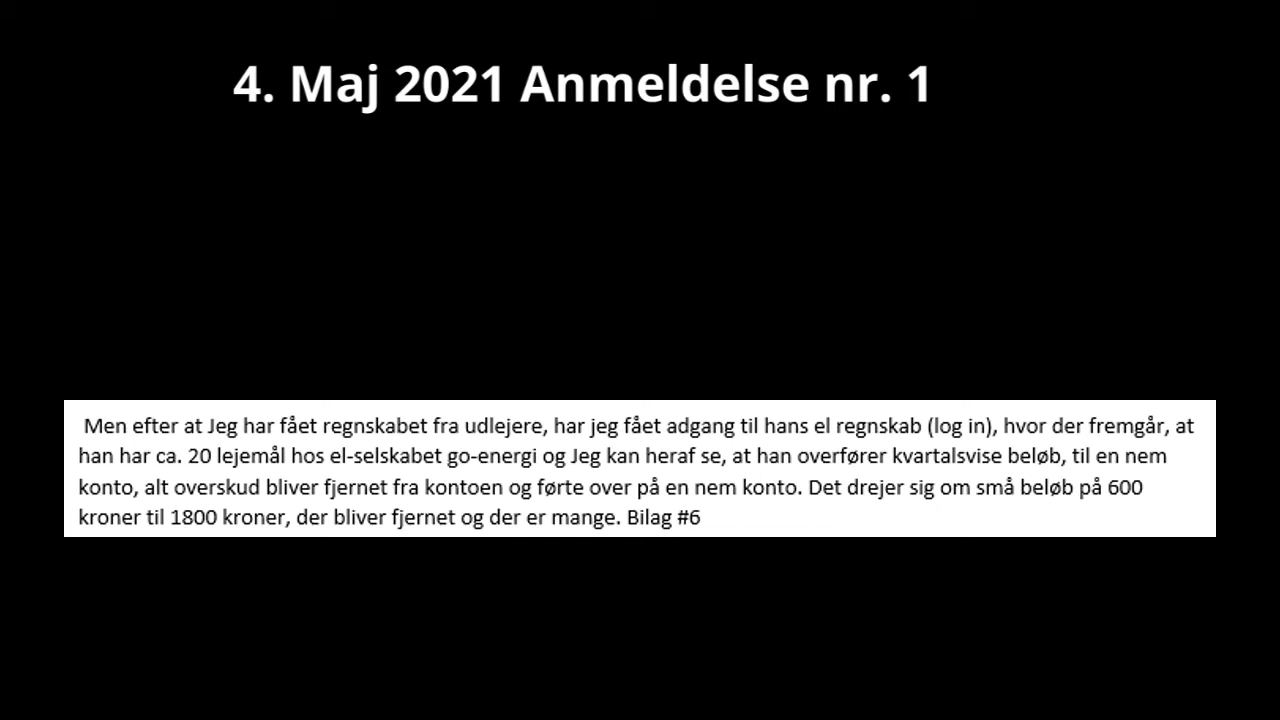 4. Maj 2021 Anmeldelse nr. 1
Men efter at Jeg har fået regnskabet fra udlejere, har jeg fået adgang til hans el regnskab (log in), hvor der fremgår, at
han har ca. 20 lejemål hos el-selskabet go-energi og Jeg kan heraf se, at han overfører kvartalsvise beløb, til en nem
konto, alt overskud bliver fjernet fra kontoen og førte over på en nem konto. Det drejer sig om små beløb på 600
kroner til 1800 kroner, der bliver fjernet og der er mange. Bilag #6